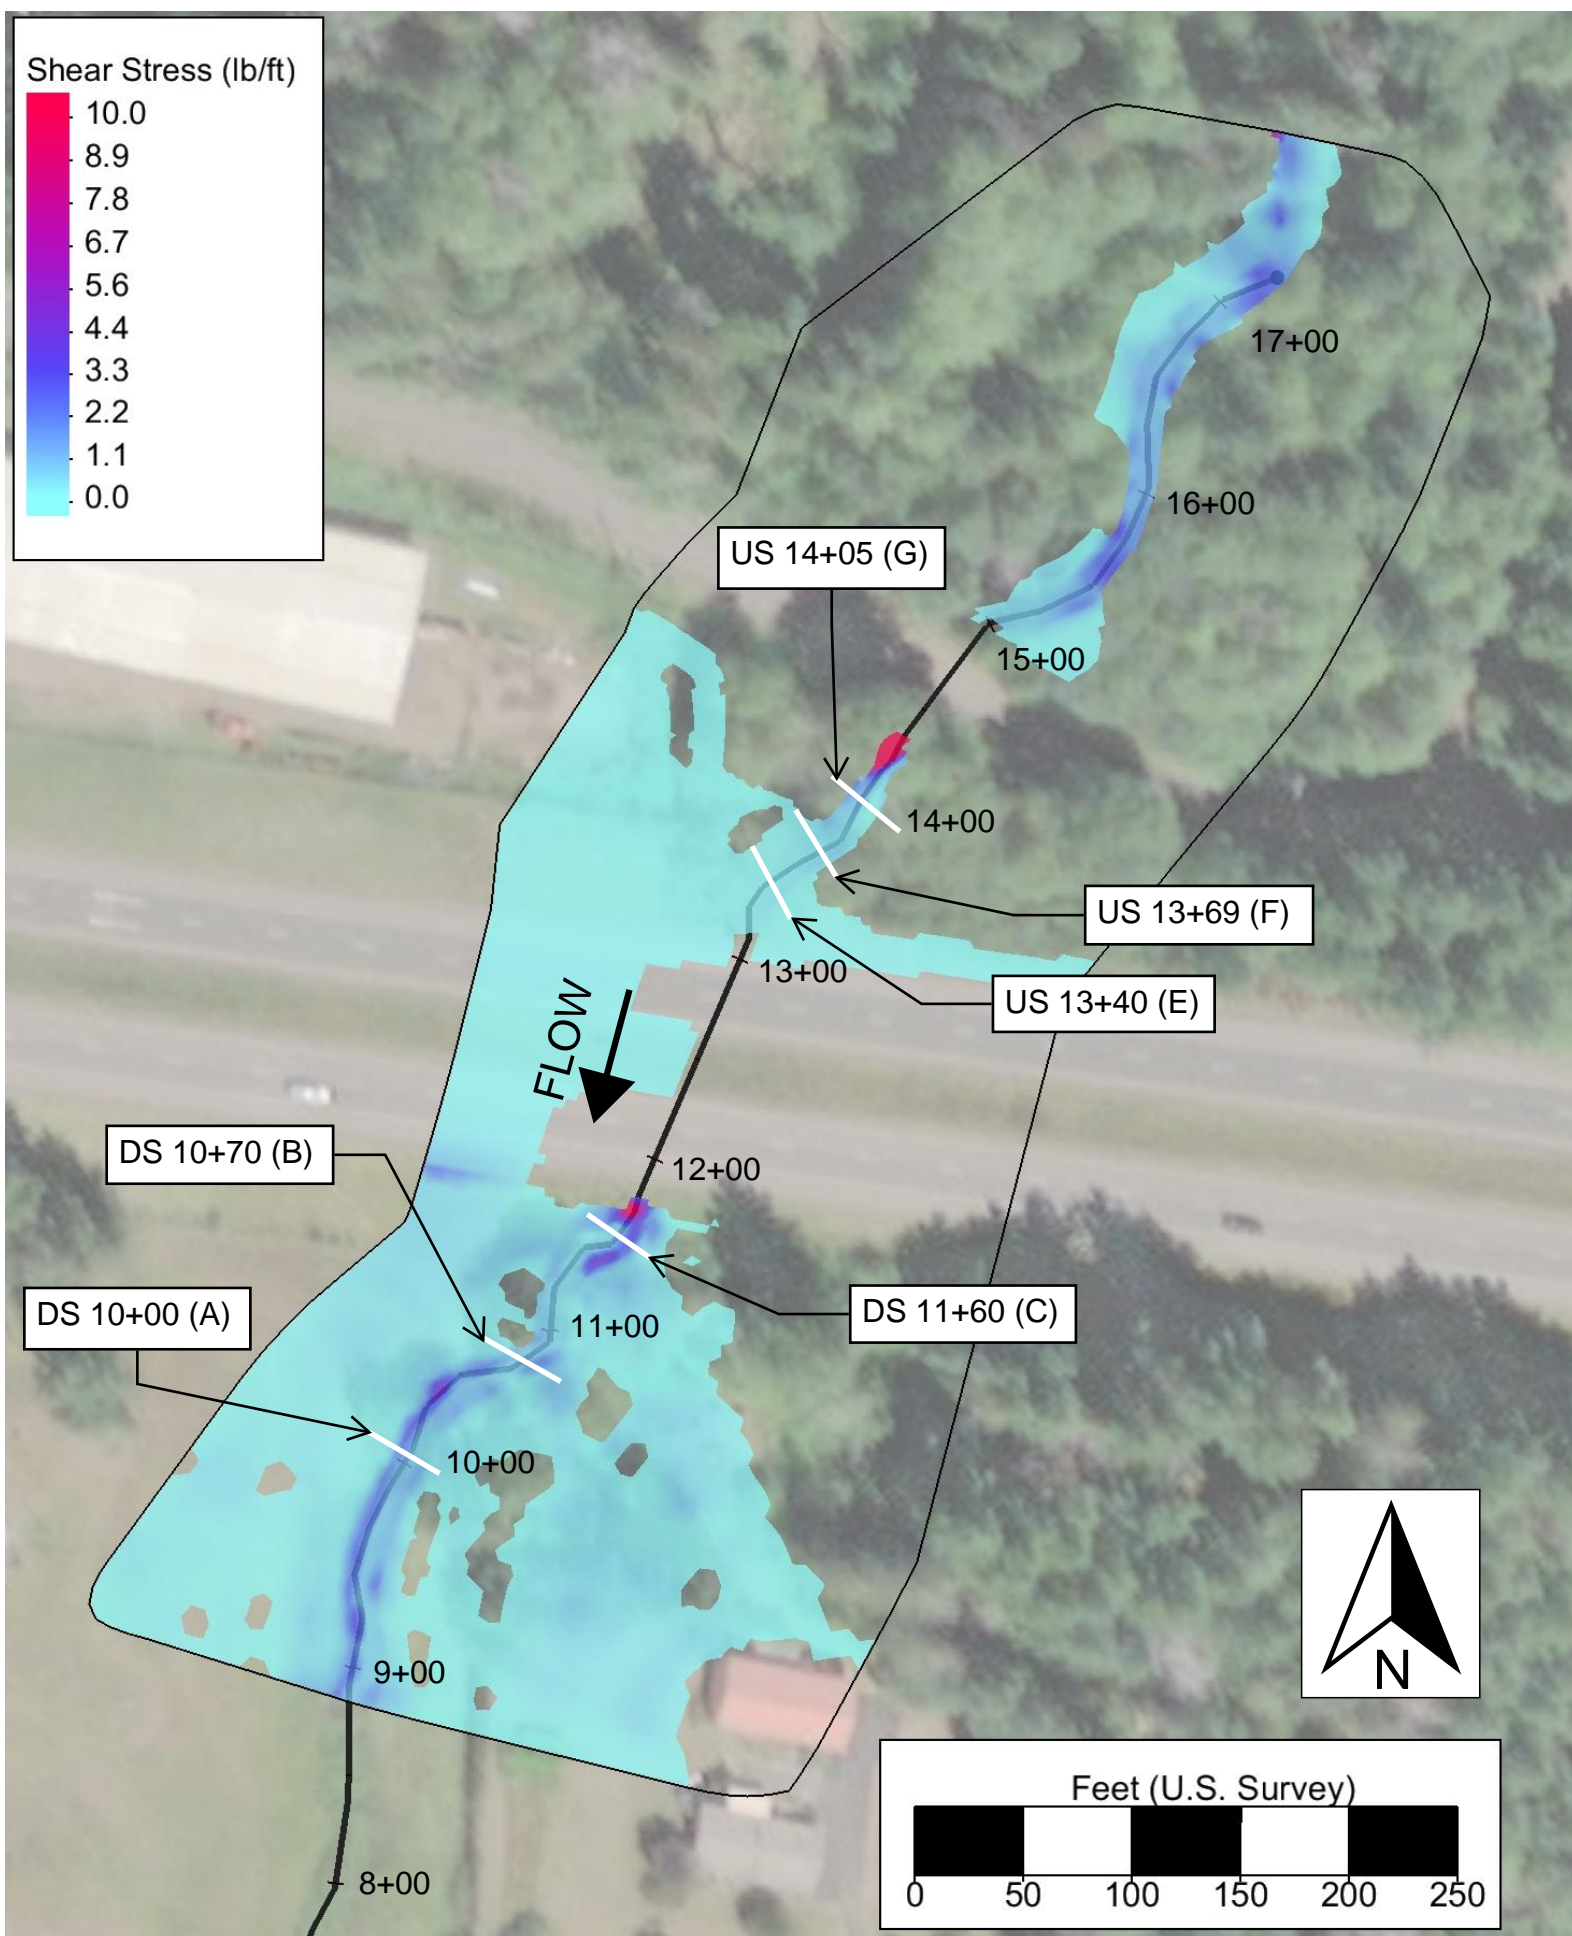 Shear Stress (lb/ft)
10.0
8.9
7.8
6.7
5.6
4.4
3.3
2.2
1.1
0.0
17+00
16+00
US 14+05 (G)
15+00
14+00
US 13+69 (F)
13+00
US 13+40 (E)
FLOW
DS 10+70 (B)
12+00
DS 10+00 (A)
DS 11+60 (C)
11+00
10+00
9+00
N
8+00
Feet (U.S. Survey)
0 50 100 150 200 250